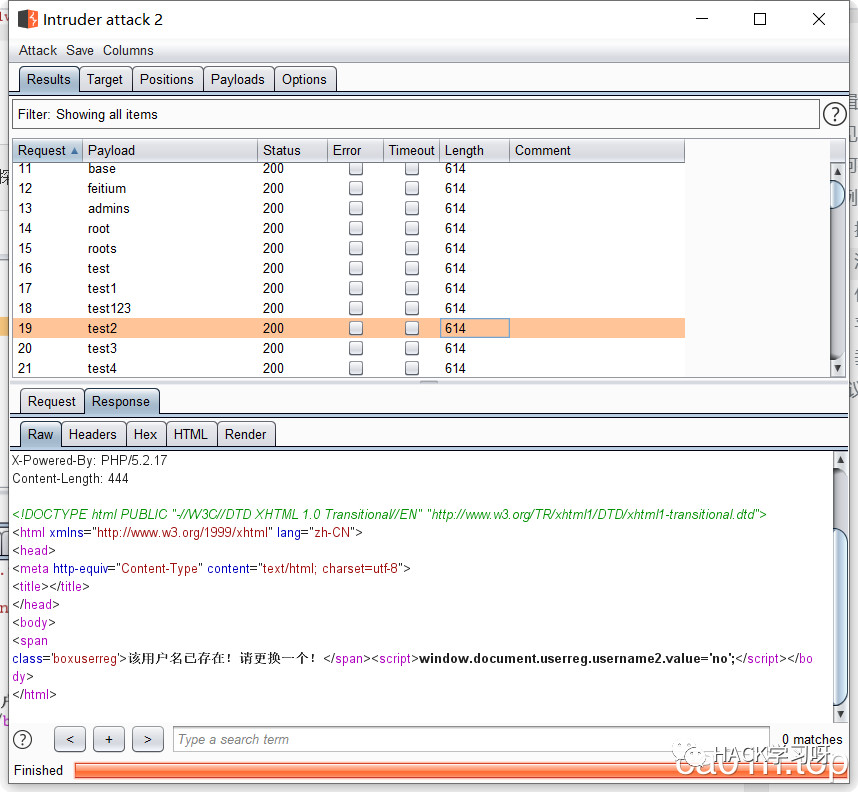 Intruder attack 2
Attack Save Columns
Results Target Positions Payloads Options
Filter: Showing all items
?
Request Payload Status Error Timeout Length Comment
11 base 200 614
12 feitium 200 614
13 admins 200 614
14 root 200 614
15 roots 200 614
16 test 200 614
17 test1 200 614
18 test123 200 614
19 test2 200 614
20 test3 200 614
21 test4 200 614
Request Response
Raw Headers Hex HTML Render
X-Powered-By: PHP/5.2.17
Content-Length: 444
<!DOCTYPE html PUBLIC "-//W3C//DTD XHTML 1.0 Transitional//EN" "http://www.w3.org/TR/xhtml1/DTD/xhtml1-transitional.dtd">
<html xmlns="http://www.w3.org/1999/xhtml" lang="zh-CN">
<head>
<meta http-equiv="Content-Type" content="text/html; charset=utf-8">
<title></title>
</head>
<body>
<span
class='boxuserreg'>该用户名已存在！请更换一个！</span><script>window.document.userreg.username2.value='no';</script></bo
dy>
</html>
? < + > Type a search term 0 matches
HACK学习呀
Finished
cao1h.top